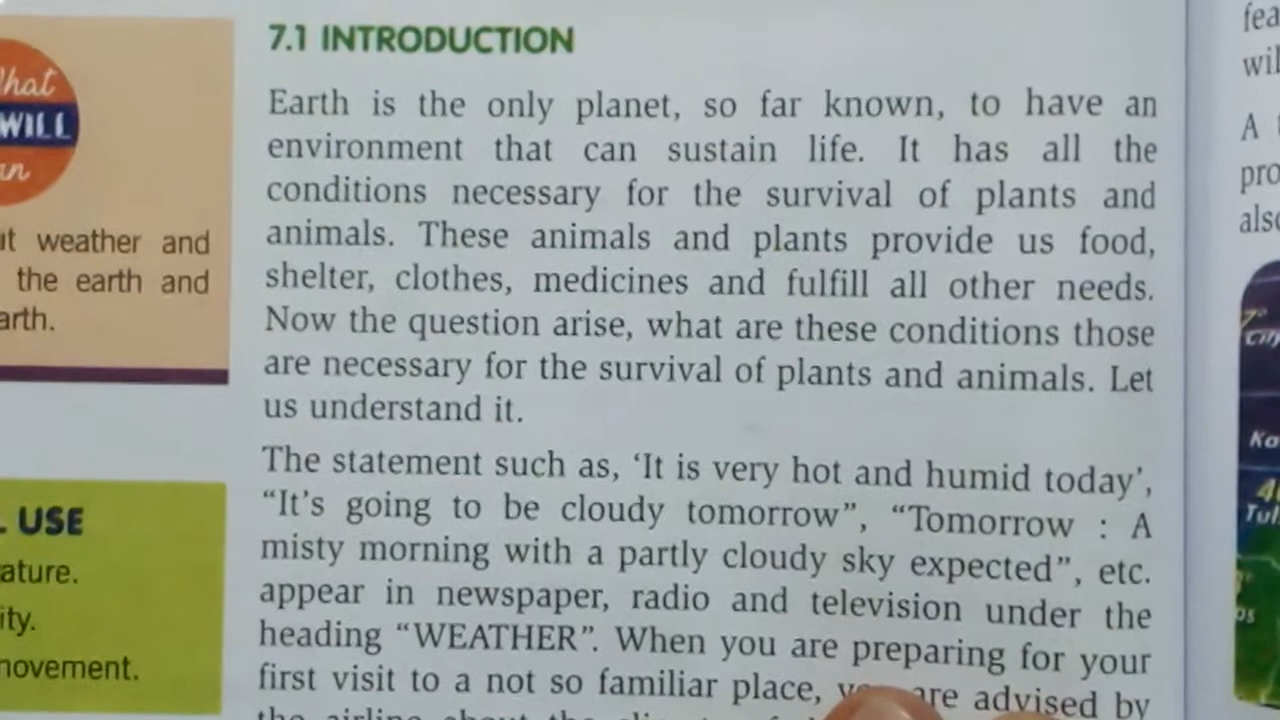 7.1 INTRODUCTION
Earth is the only planet, so far known, to have an
environment that can sustain life. It has all the
conditions necessary for the survival of plants and
animals. These animals and plants provide us food,
shelter, clothes, medicines and fulfill all other needs.
Now the question arise, what are these conditions those
are necessary for the survival of plants and animals. Let
us understand it.
The statement such as, ‘It is very hot and humid today’,
“It’s going to be cloudy tomorrow”, “Tomorrow : A
misty morning with a partly cloudy sky expected”, etc.
appear in newspaper, radio and television under the
heading “WEATHER”. When you are preparing for your
first visit to a not so familiar place, are advised by
WILL
weather and
the earth and
USE
A